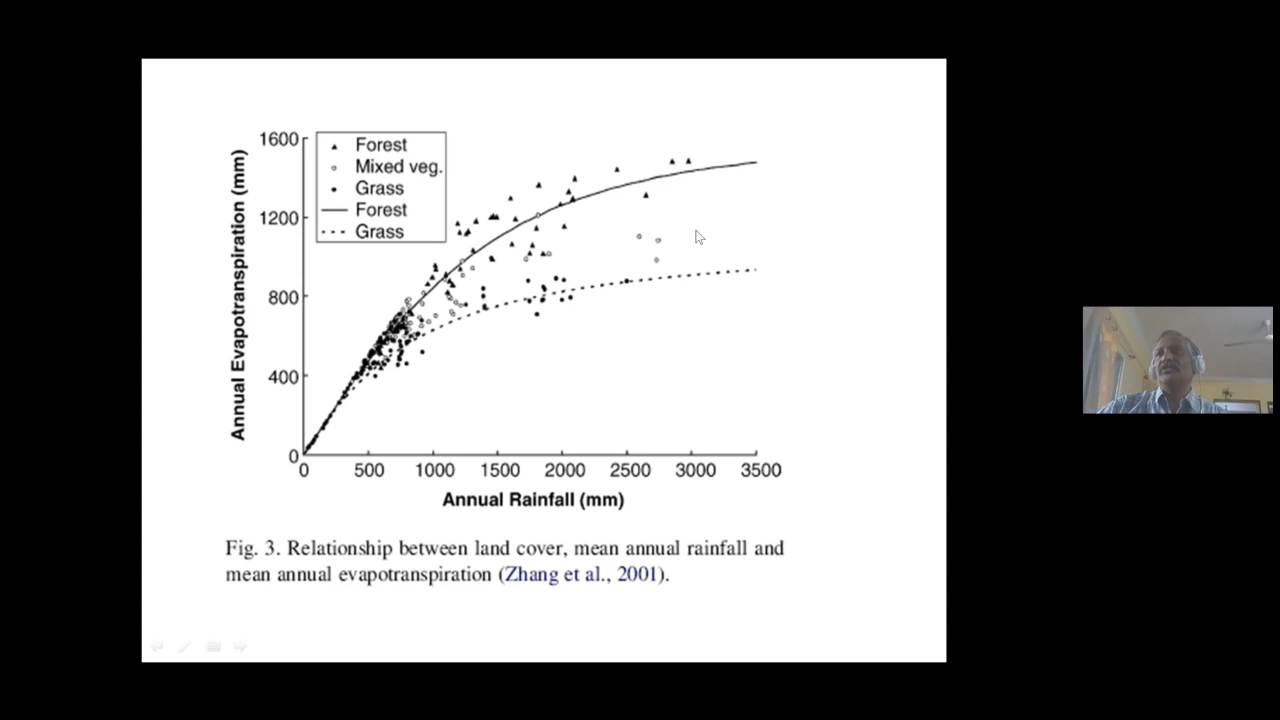 1600
1200
800
400
0
Annual Evapotranspiration (mm)
Forest
Mixed veg.
Grass
Forest
Grass
0 500 1000 1500 2000 2500 3000 3500
Annual Rainfall (mm)
Fig. 3. Relationship between land cover, mean annual rainfall and
mean annual evapotranspiration (Zhang et al., 2001).